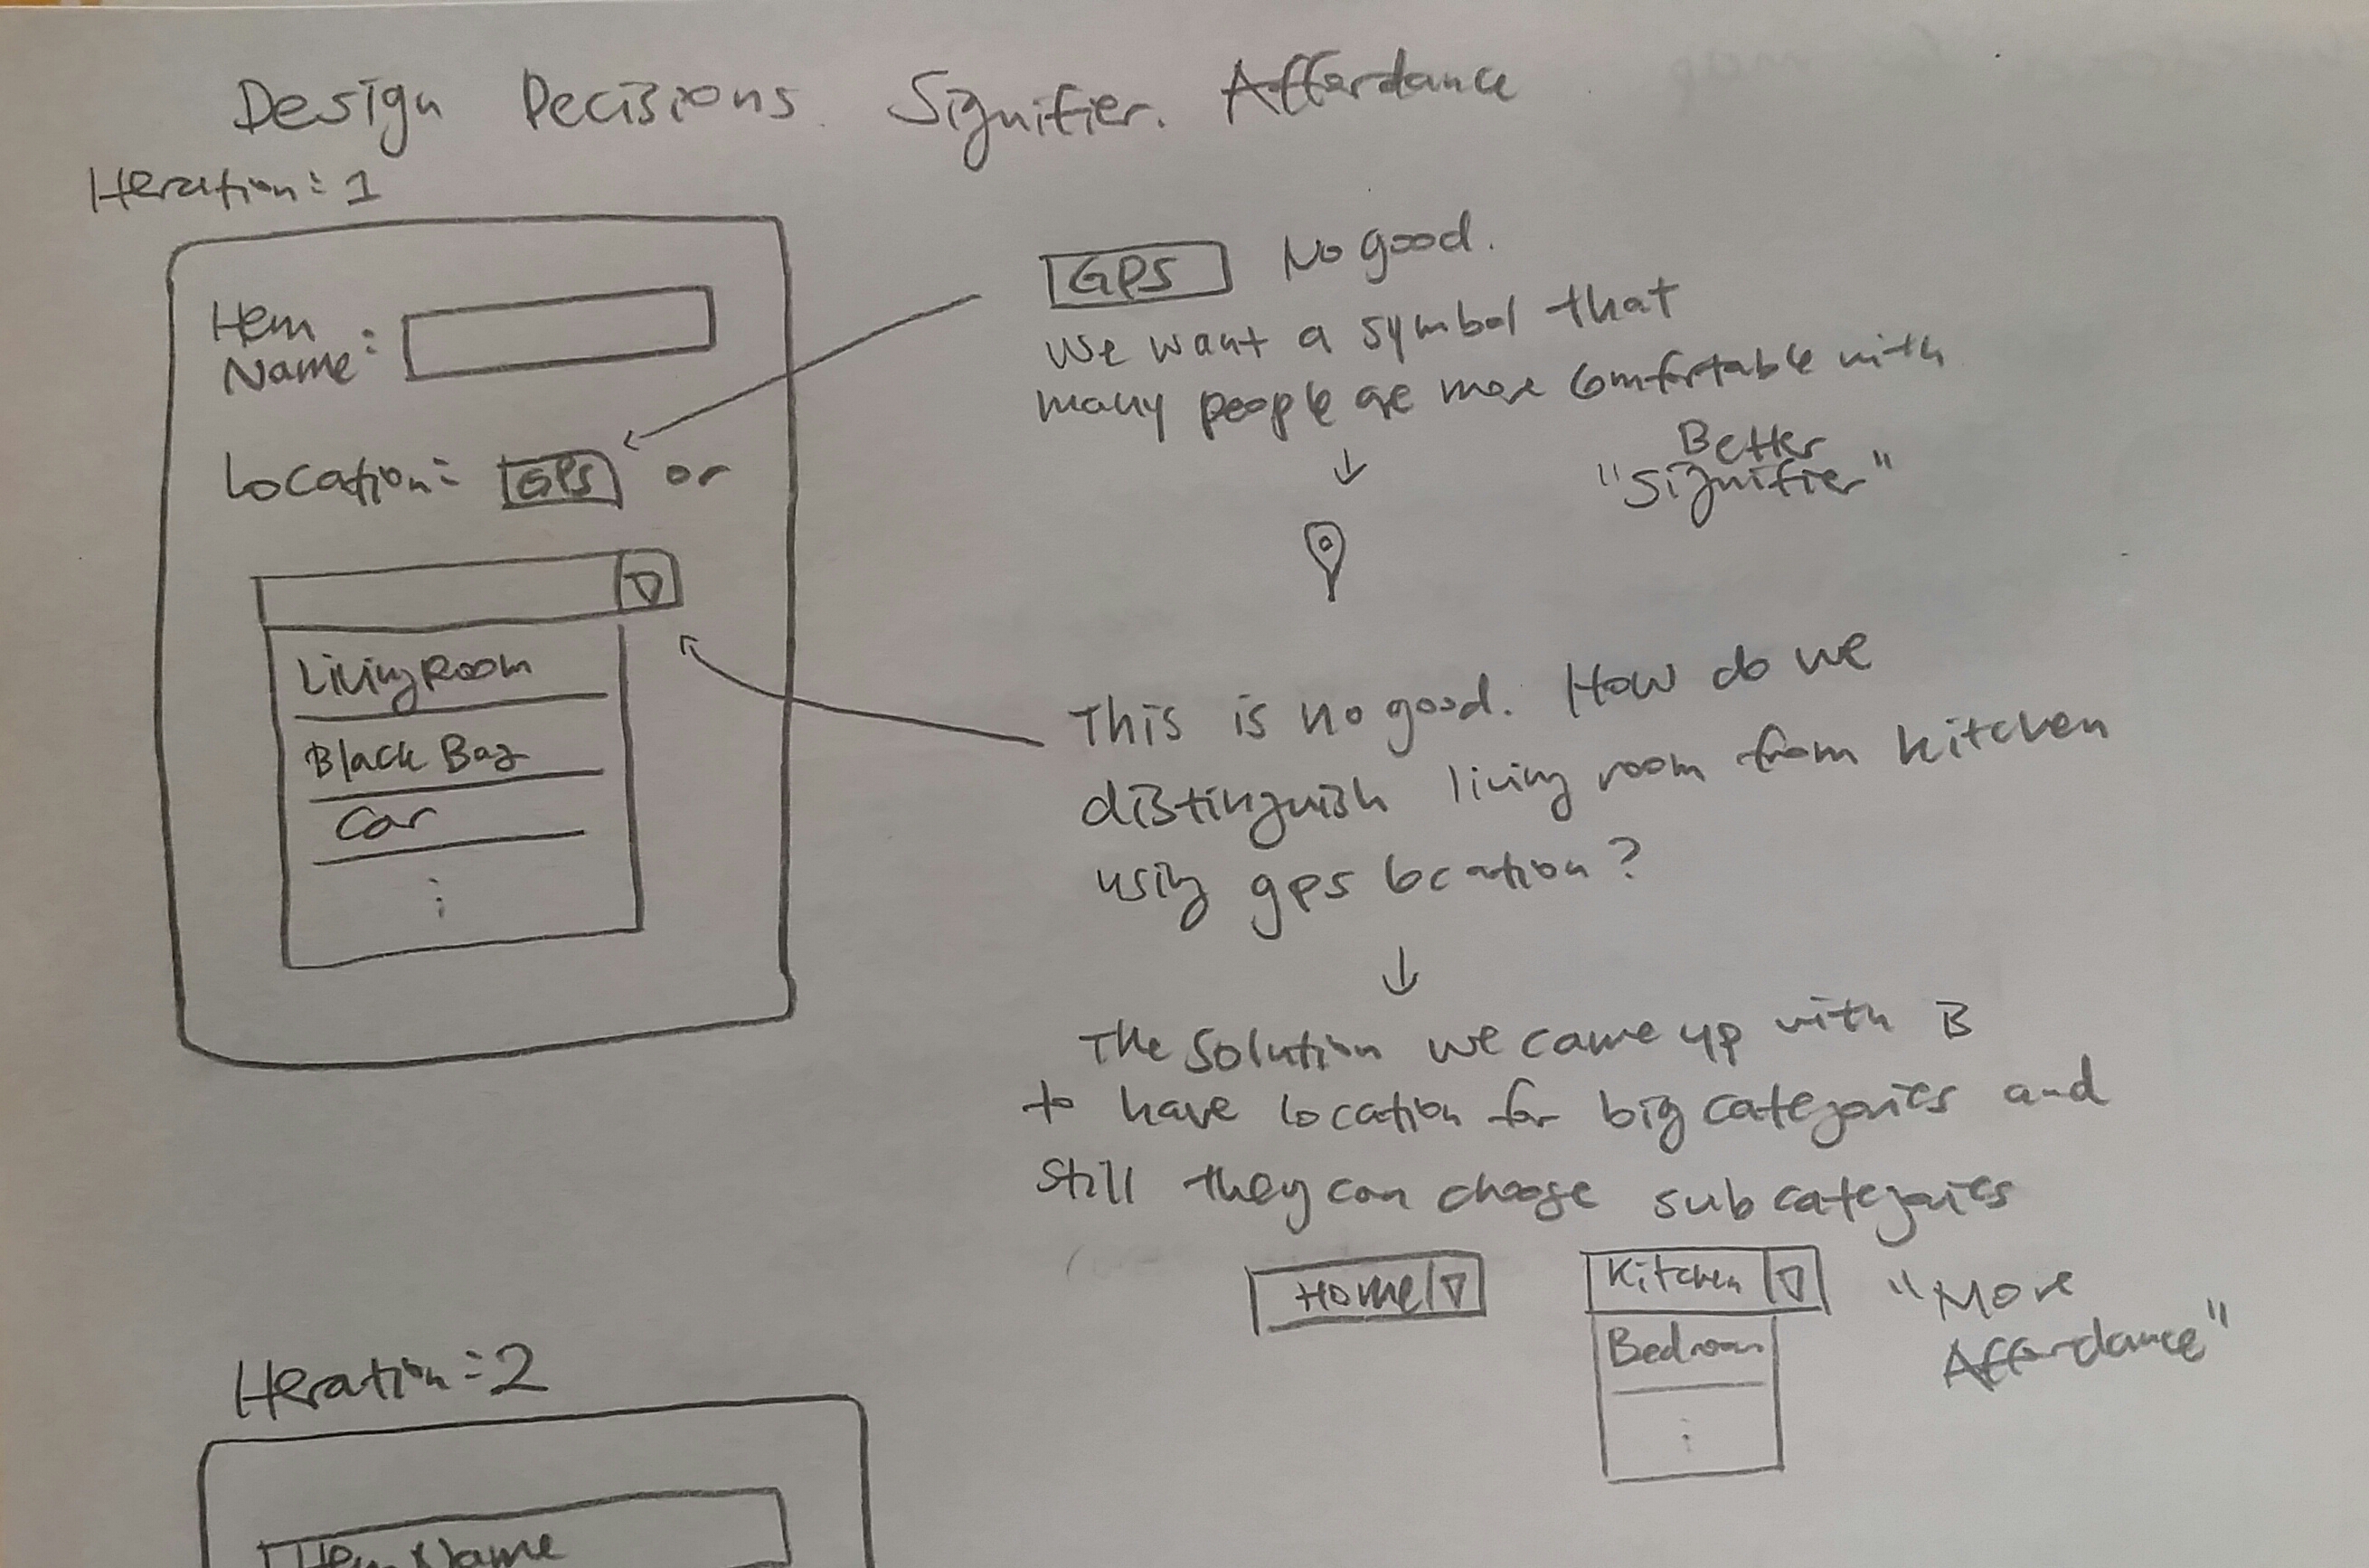 Design Decisions. Signifier. Affordance
Iteration: 1
Item
Name:
Location: GPS or
Living Room
Black Bag
Car
GPS No good.
We want a symbol that
many people are more comfortable with
Better
"Signifier"
This is no good. How do we
distinguish living room from kitchen
using gps location?
The solution we came up with is
to have location for big categories and
still they can choose sub categories
Home
Kitchen
Bedroom
"More
Affordance"
Iteration: 2
Item Name